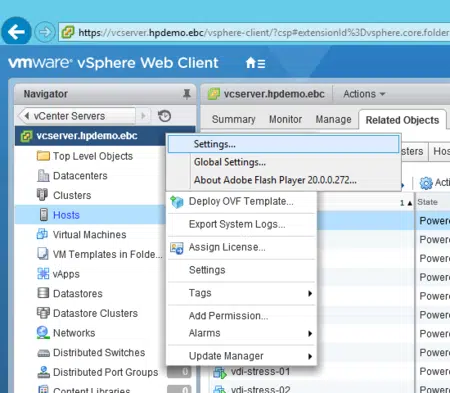 https://vcserver.hpdemo.ebc/vsphere-client/?csp#extensionId%3Dvsphere.core.folder
vmware® vSphere Web Client
Navigator
vCenter Servers
vcserver.hpdemo.ebc
Top Level Objects
Datacenters
Clusters
Hosts
Virtual Machines
VM Templates in Folde...
vApps
Datastores
Datastore Clusters
Networks
Distributed Switches
Distributed Port Groups 0
Content Libraries 0
vcserver.hpdemo.ebc Actions
Summary Monitor Manage Related Objects
Settings...
Global Settings...
About Adobe Flash Player 20.0.0.272...
Deploy OVF Template...
Export System Logs...
Assign License...
Settings
Tags
Add Permission...
Alarms
Update Manager
sters Hos
Acti
1 State
Powere
Powere
Powere
Powere
Powere
Powere
Powere
Powere
Powere
vdi-stress-01 Powere
vdi-stress-02 Powere